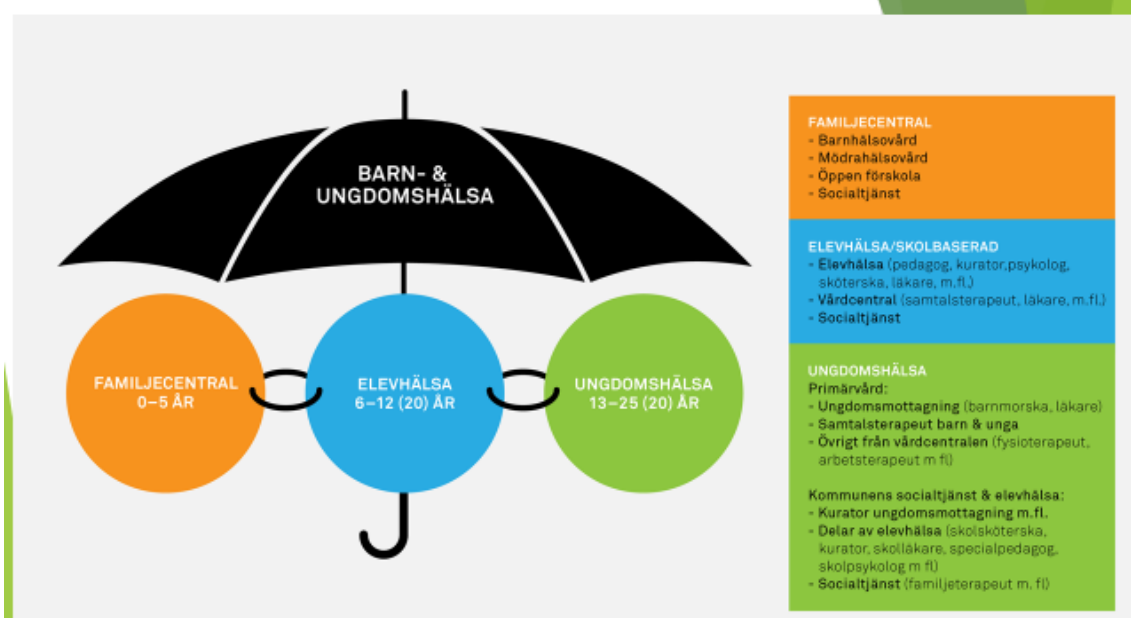 BARN- &
UNGDOMSHÄLSA
FAMILJECENTRAL
0–5 ÅR
ELEVHÄLSA
6–12 (20) ÅR
UNGDOMSHÄLSA
13–25 (20) ÅR
FAMILJECENTRAL
- Barnhälsovård
- Mödrahälsovård
- Öppen förskola
- Socialtjänst
ELEVHÄLSA/SKOLBASERAD
- Elevhälsa (pedagog, kurator,psykolog,
sköterska, läkare, m.fl.)
- Vårdcentral (samtalsterapeut, läkare, m.fl.)
- Socialtjänst
UNGDOMSHÄLSA
Primärvård:
- Ungdomsmottagning (barnmorska, läkare)
- Samtalsterapeut barn & unga
- Övrigt från vårdcentralen (fysioterapeut,
arbetsterapeut m fl)
Kommunens socialtjänst & elevhälsa:
- Kurator ungdomsmottagning m.fl.
- Delar av elevhälsa (skolsköterska,
kurator, skolläkare, specialpedagog,
skolpsykolog m fl)
- Socialtjänst (familjeterapeut m. fl)